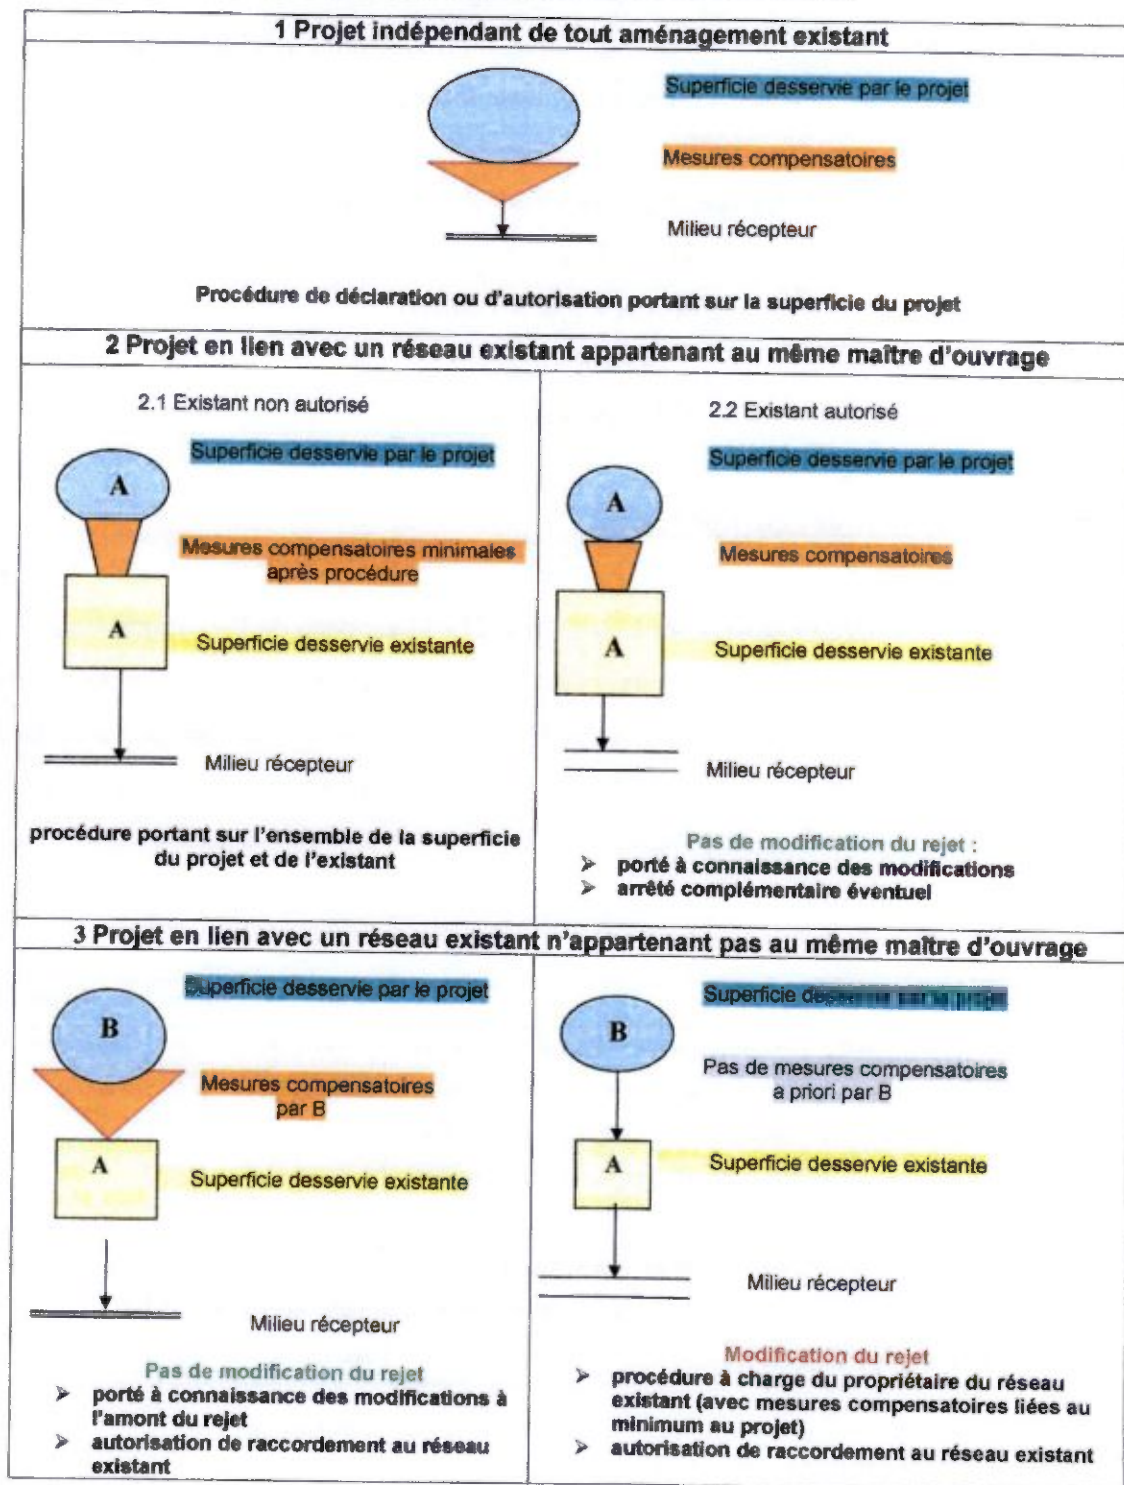 1 Projet indépendant de tout aménagement existant
Superficie desservie par le projet
Mesures compensatoires
Milieu récepteur
Procédure de déclaration ou d'autorisation portant sur la superficie du projet
2 Projet en lien avec un réseau existant appartenant au même maître d'ouvrage
2.1 Existant non autorisé
Superficie desservie par le projet
A
Mesures compensatoires minimales
après procédure
A
Superficie desservie existante
Milieu récepteur
procédure portant sur l'ensemble de la superficie
du projet et de l'existant
2.2 Existant autorisé
Superficie desservie par le projet
A
Mesures compensatoires
A
Superficie desservie existante
Milieu récepteur
Pas de modification du rejet :
➢ porté à connaissance des modifications
➢ arrêté complémentaire éventuel
3 Projet en lien avec un réseau existant n'appartenant pas au même maître d'ouvrage
Superficie desservie par le projet
B
Mesures compensatoires
par B
A
Superficie desservie existante
Milieu récepteur
Pas de modification du rejet
➢ porté à connaissance des modifications à
l'amont du rejet
➢ autorisation de raccordement au réseau
existant
Superficie desservie par le projet
B
Pas de mesures compensatoires
a priori par B
A
Superficie desservie existante
Milieu récepteur
Modification du rejet
➢ procédure à charge du propriétaire du réseau
existant (avec mesures compensatoires liées au
minimum au projet)
➢ autorisation de raccordement au réseau existant